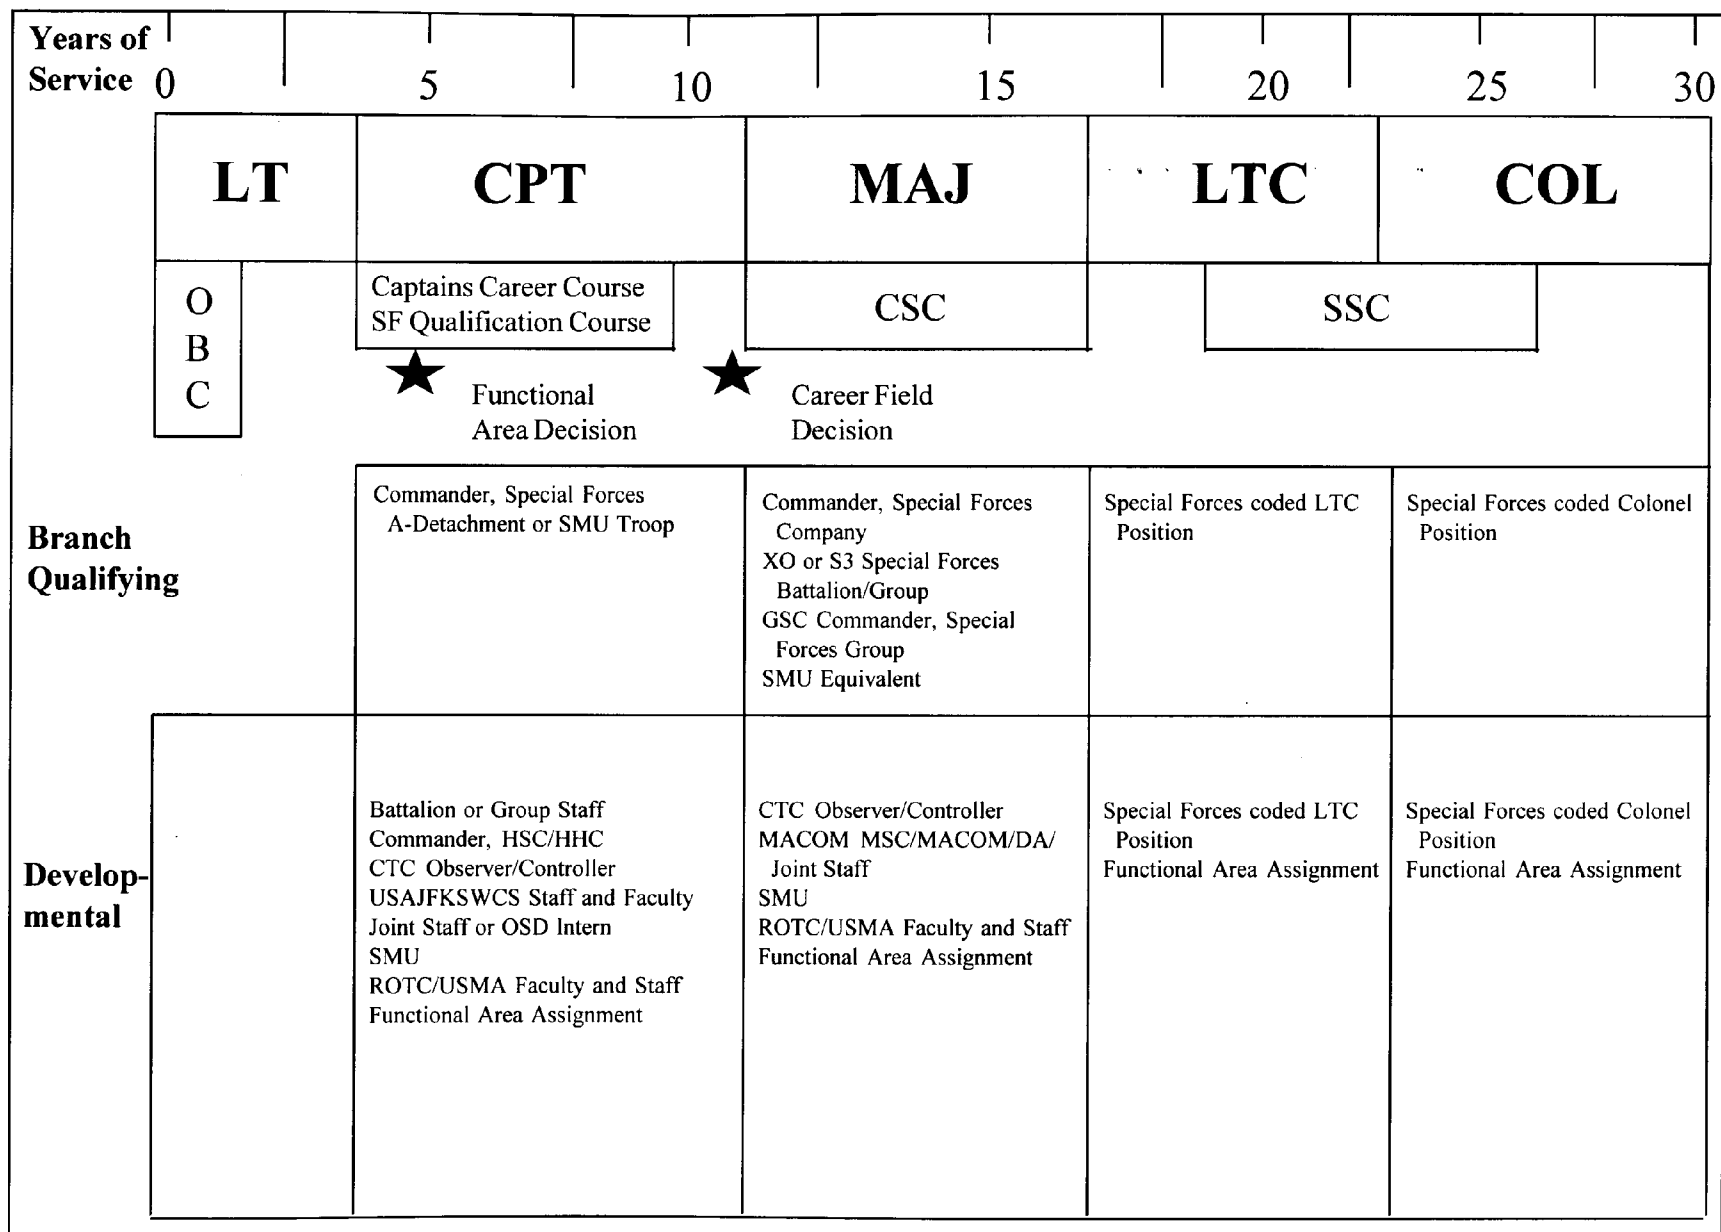 Years of
Service 0 5 10 15 20 25 30
LT CPT MAJ LTC COL
O
B
C
Captains Career Course
SF Qualification Course
CSC
SSC
Functional
Area Decision
Career Field
Decision
Branch
Qualifying
Commander, Special Forces
A-Detachment or SMU Troop
Commander, Special Forces
Company
XO or S3 Special Forces
Battalion/Group
GSC Commander, Special
Forces Group
SMU Equivalent
Special Forces coded LTC
Position
Special Forces coded Colonel
Position
Develop-
mental
Battalion or Group Staff
Commander, HSC/HHC
CTC Observer/Controller
USAJFKSWCS Staff and Faculty
Joint Staff or OSD Intern
SMU
ROTC/USMA Faculty and Staff
Functional Area Assignment
CTC Observer/Controller
MACOM MSC/MACOM/DA/
Joint Staff
SMU
ROTC/USMA Faculty and Staff
Functional Area Assignment
Special Forces coded LTC
Position
Functional Area Assignment
Special Forces coded Colonel
Position
Functional Area Assignment